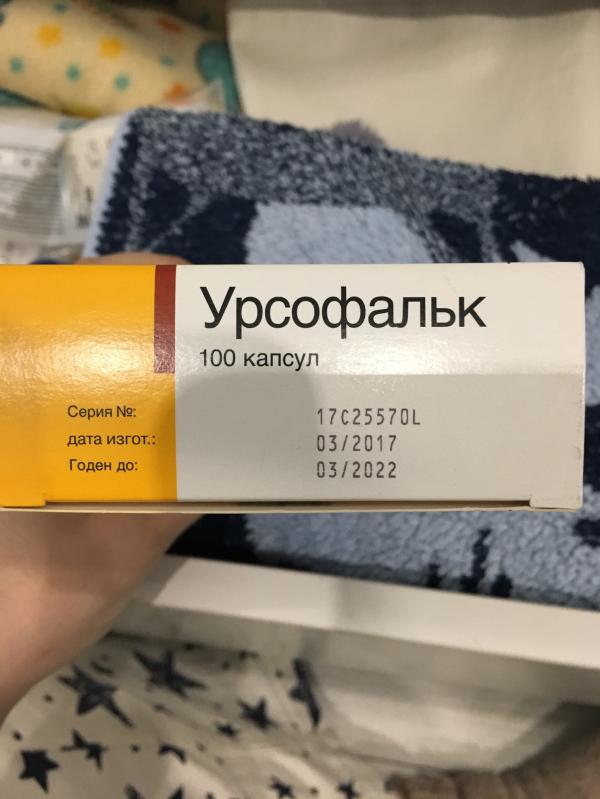 Урсофальк
100 капсул
Серия №: 17C25570L
дата изгот.: 03/2017
Годен до: 03/2022